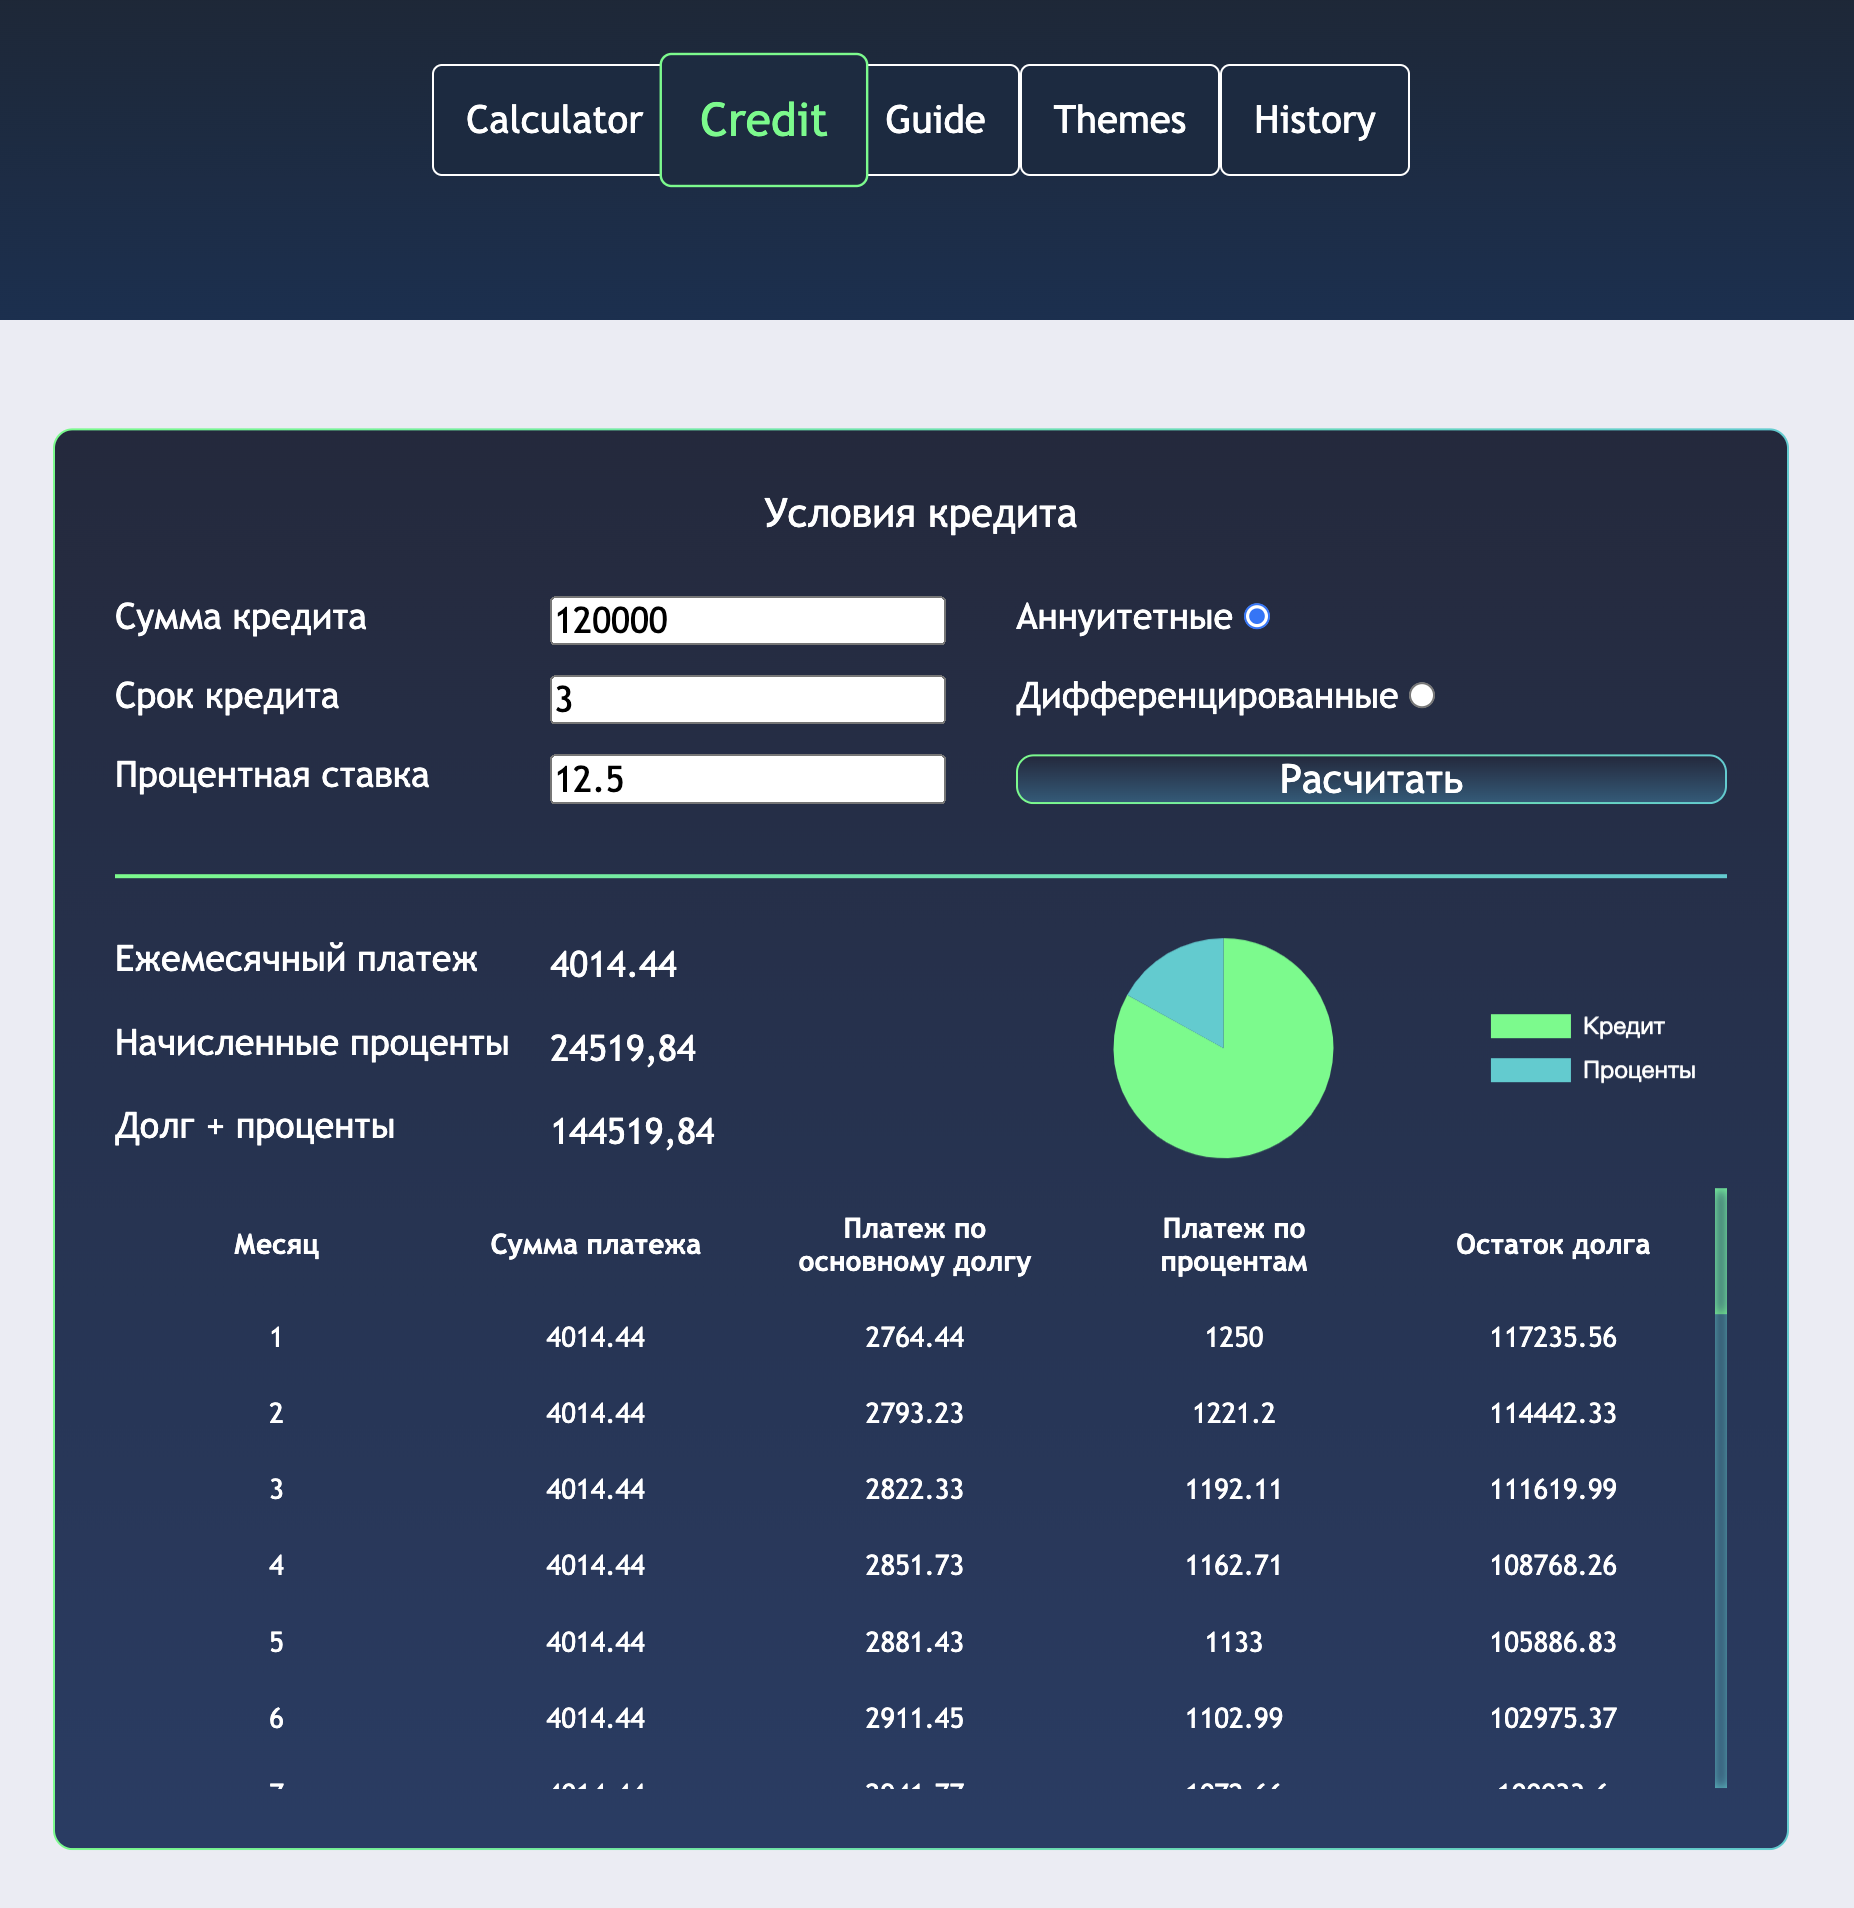 Calculator Credit Guide Themes History
Условия кредита
Сумма кредита 120000 Аннуитетные
Срок кредита 3 Дифференцированные
Процентная ставка 12.5 Расчитать
Ежемесячный платеж 4014.44
Начисленные проценты 24519,84
Долг + проценты 144519,84
Кредит
Проценты
Месяц Сумма платежа Платеж по основному долгу Платеж по процентам Остаток долга
1 4014.44 2764.44 1250 117235.56
2 4014.44 2793.23 1221.2 114442.33
3 4014.44 2822.33 1192.11 111619.99
4 4014.44 2851.73 1162.71 108768.26
5 4014.44 2881.43 1133 105886.83
6 4014.44 2911.45 1102.99 102975.37